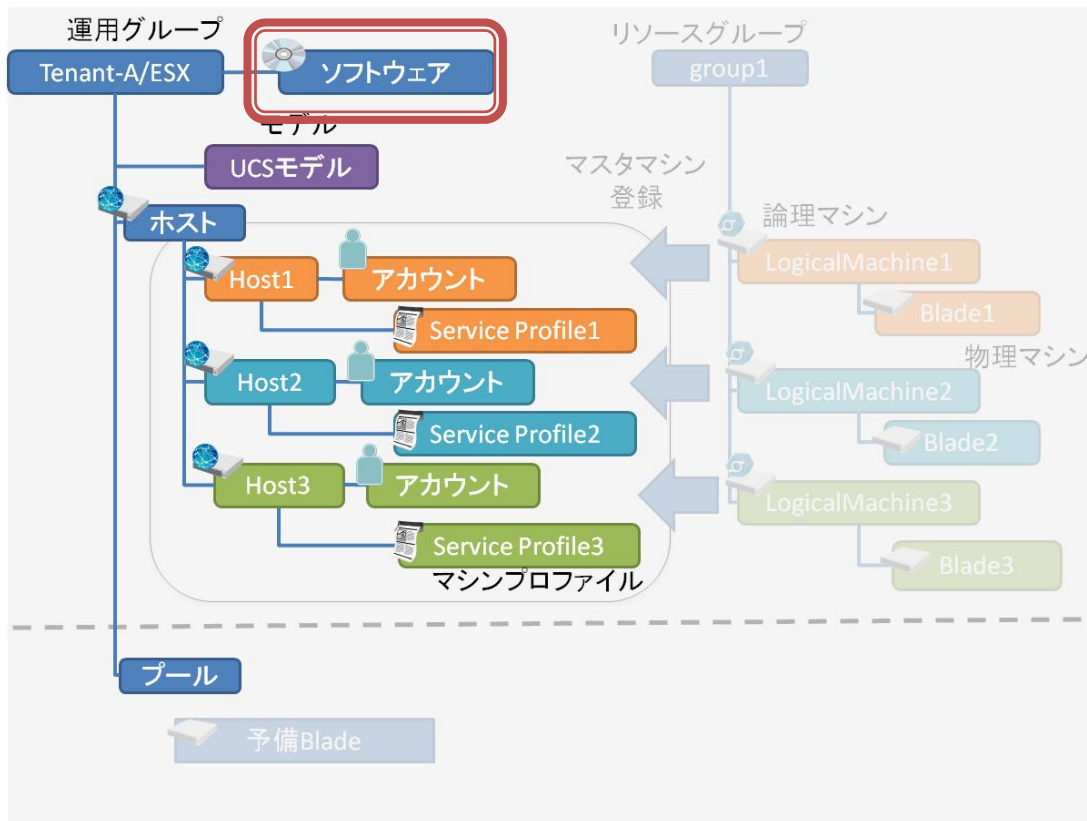 運用グループ
Tenant-A/ESX
ソフトウェア
モデル
UCSモデル
ホスト
Host1
アカウント
Service Profile1
Host2
アカウント
Service Profile2
Host3
アカウント
Service Profile3
マシンプロファイル
プール
予備Blade
リソースグループ
group1
マスタマシン
登録
論理マシン
LogicalMachine1
Blade1
物理マシン
LogicalMachine2
Blade2
LogicalMachine3
Blade3